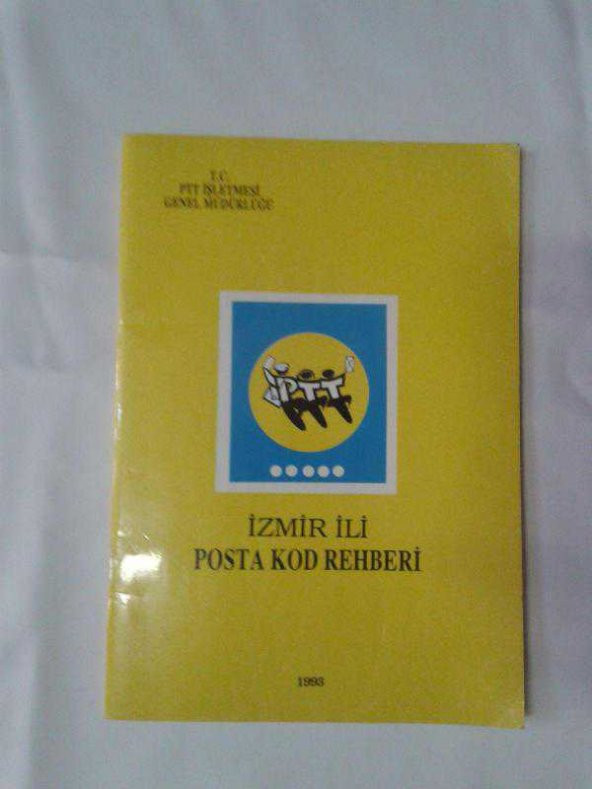 T.C.
PTT İŞLETMESİ
GENEL MÜDÜRLÜĞÜ
PTT
İZMİR İLİ
POSTA KOD REHBERİ
1993